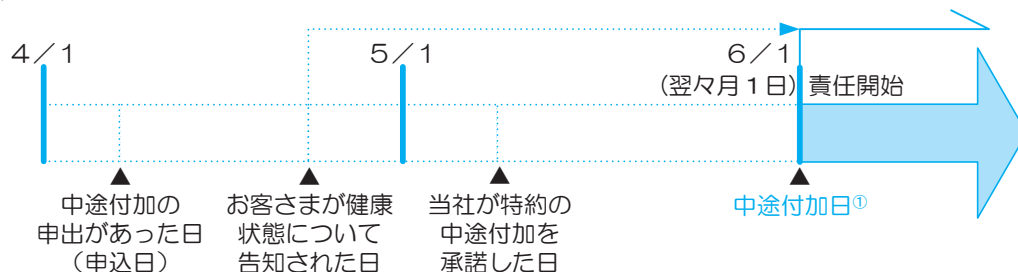 4/1
5/1
6/1
(翌々月1日)責任開始
中途付加の
申出があった日
(申込日)
お客さまが健康
状態について
告知された日
当社が特約の
中途付加を
承諾した日
中途付加日①